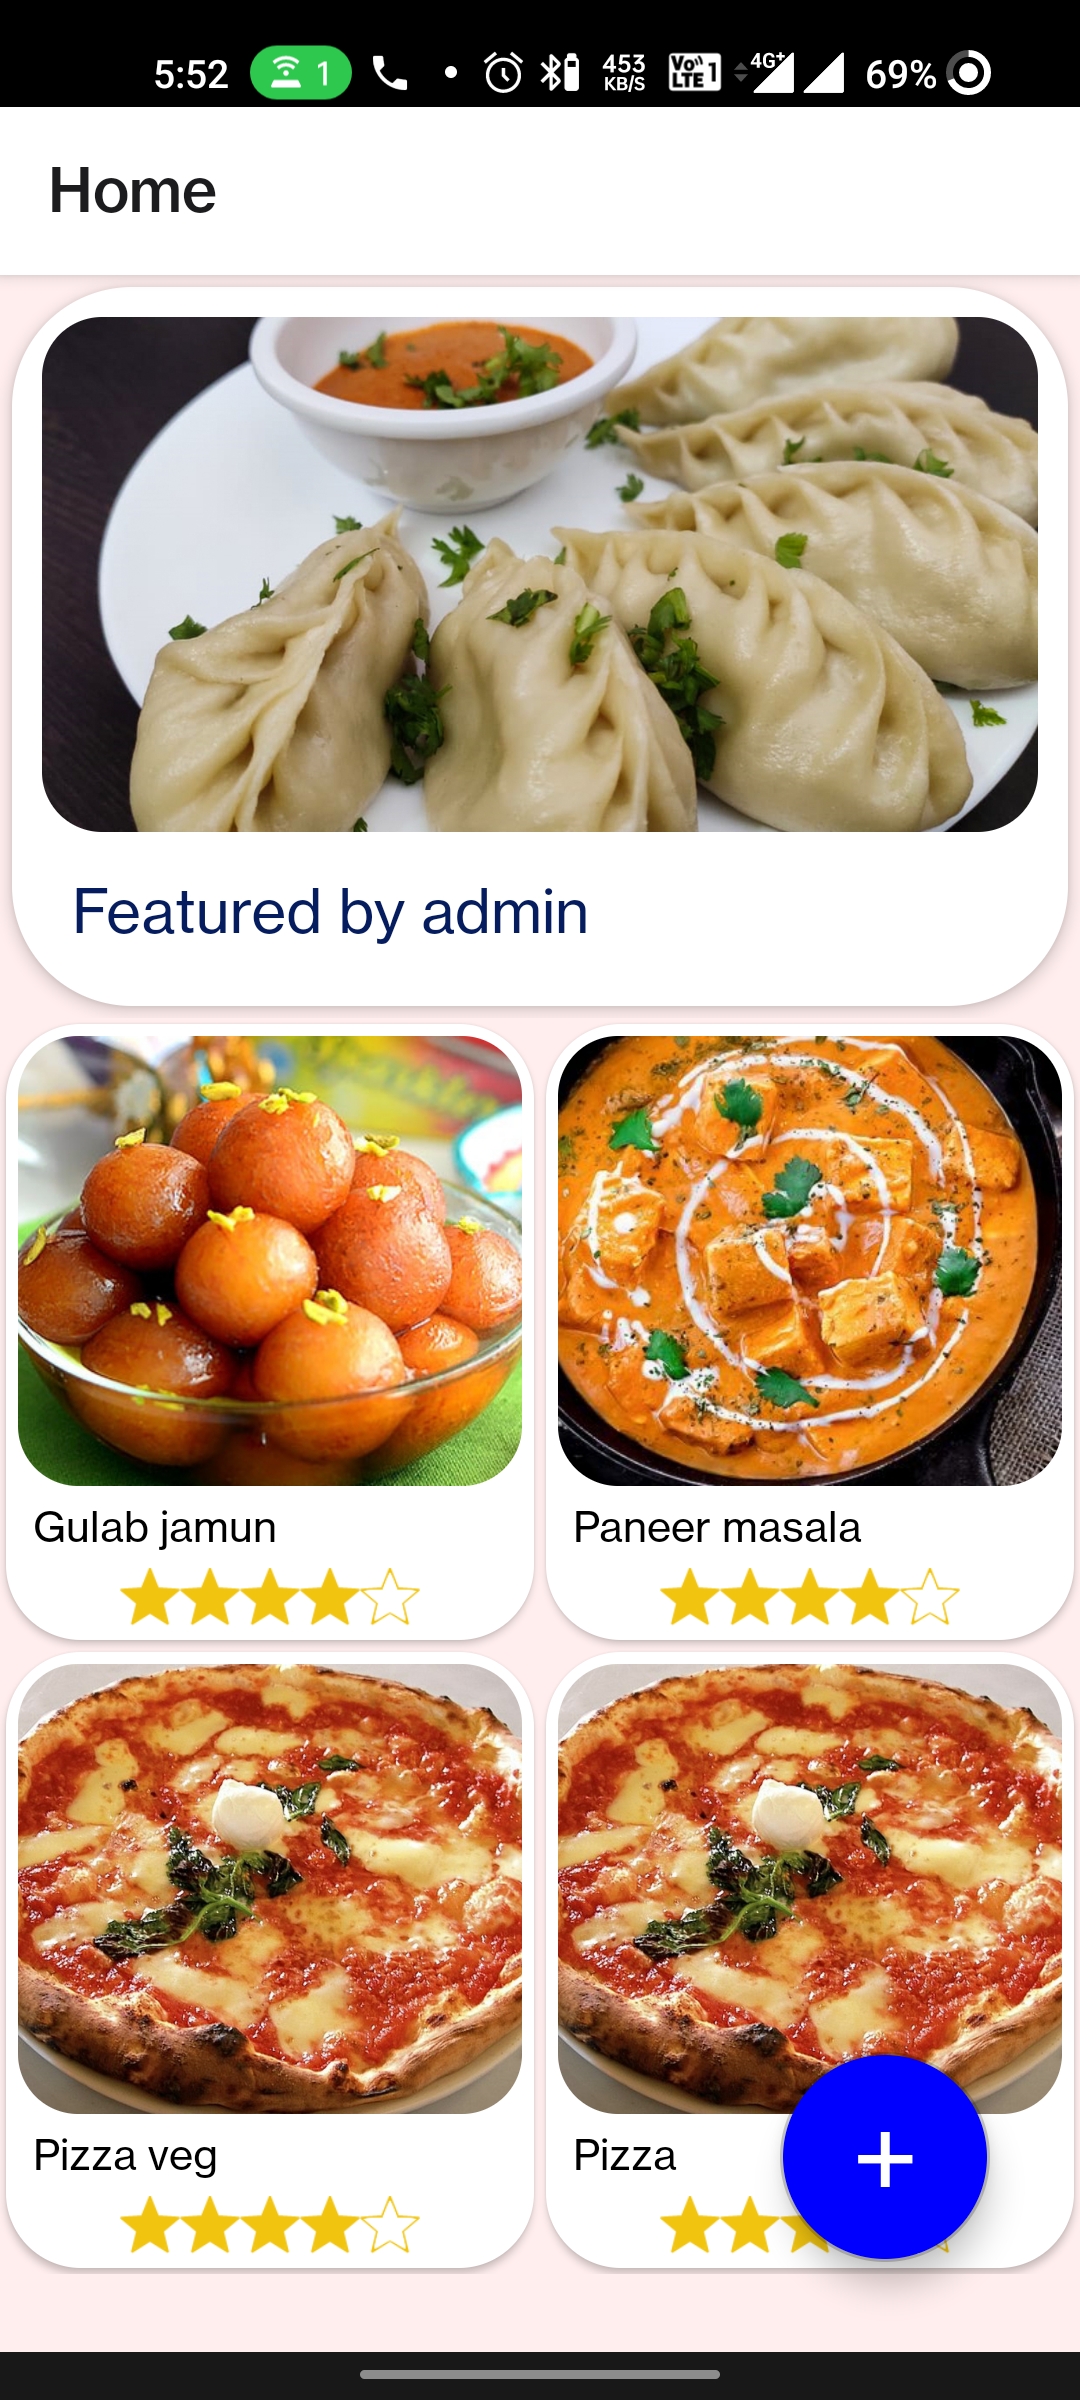 5:52 1 453 KB/S Vo)) LTE 1 4G+ 69%
Home
Featured by admin
Gulab jamun
Paneer masala
Pizza veg
Pizza